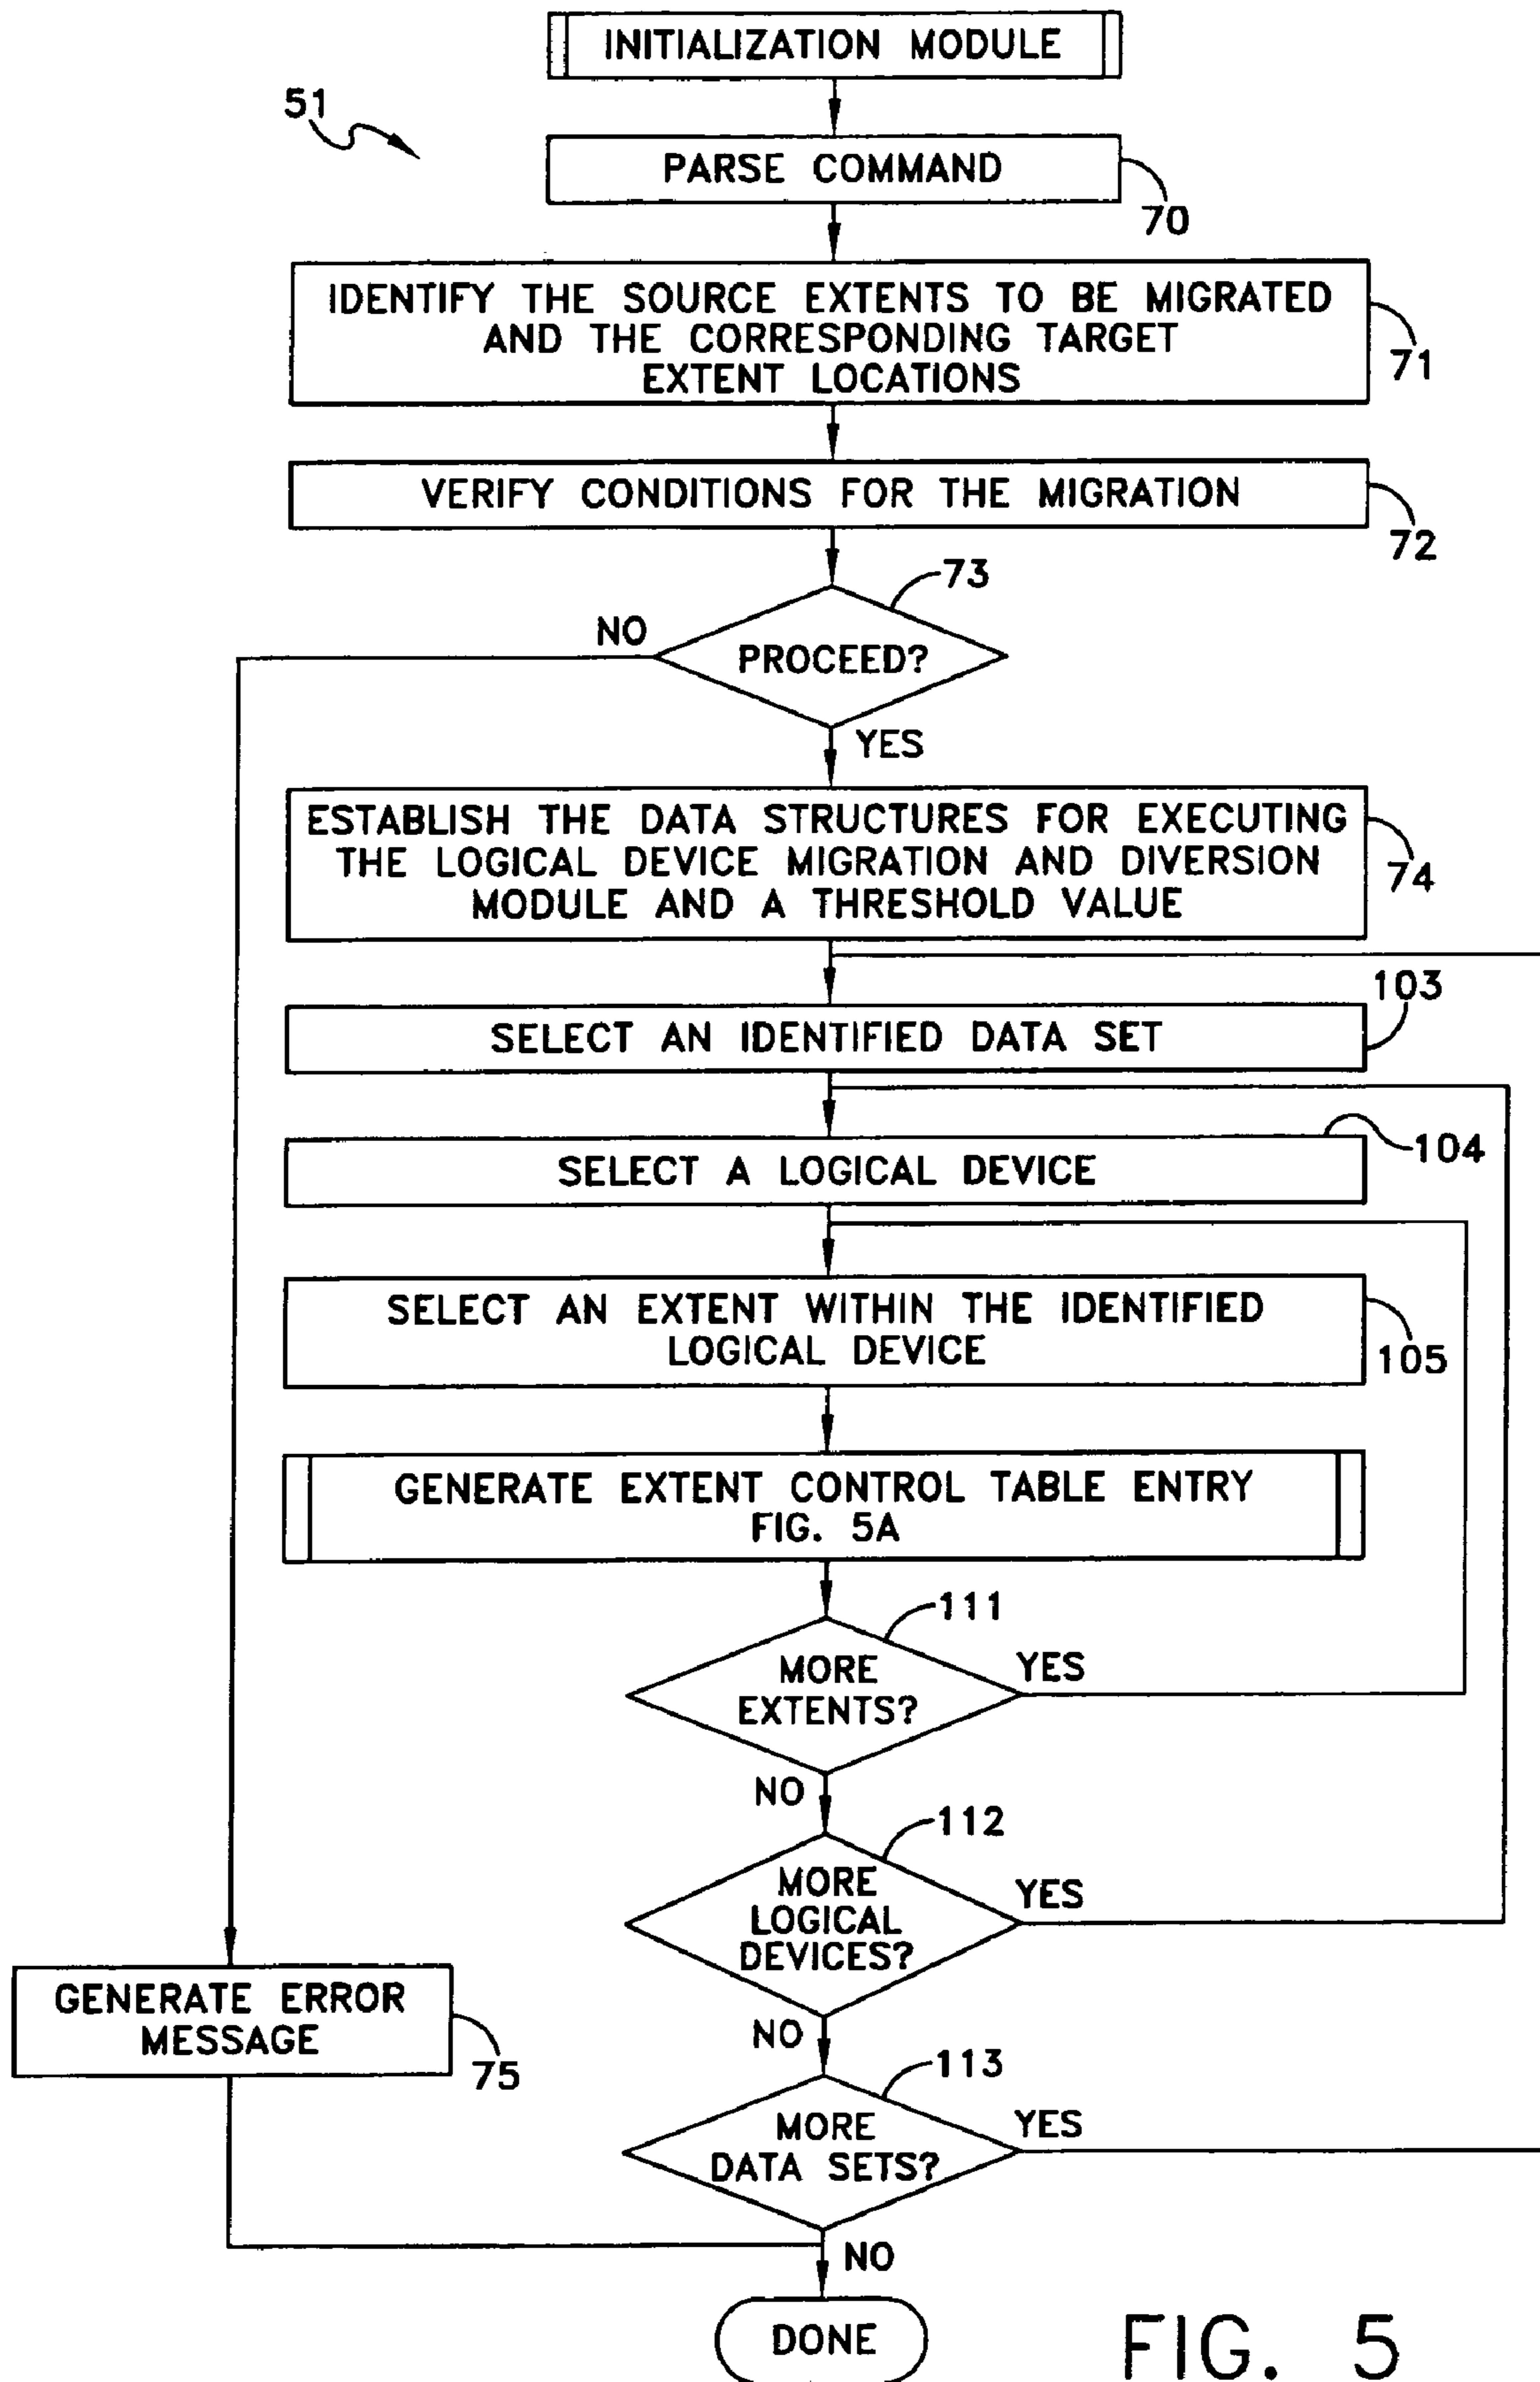 INITIALIZATION MODULE
51
PARSE COMMAND
70
IDENTIFY THE SOURCE EXTENTS TO BE MIGRATED
AND THE CORRESPONDING TARGET
EXTENT LOCATIONS
71
VERIFY CONDITIONS FOR THE MIGRATION
72
73
NO
PROCEED?
YES
ESTABLISH THE DATA STRUCTURES FOR EXECUTING
THE LOGICAL DEVICE MIGRATION AND DIVERSION
MODULE AND A THRESHOLD VALUE
74
103
SELECT AN IDENTIFIED DATA SET
104
SELECT A LOGICAL DEVICE
SELECT AN EXTENT WITHIN THE IDENTIFIED
LOGICAL DEVICE
105
GENERATE EXTENT CONTROL TABLE ENTRY
FIG. 5A
111
MORE
EXTENTS?
YES
NO
112
MORE
LOGICAL
DEVICES?
YES
GENERATE ERROR
MESSAGE
75
NO
113
MORE
DATA SETS?
YES
NO
DONE
FIG. 5